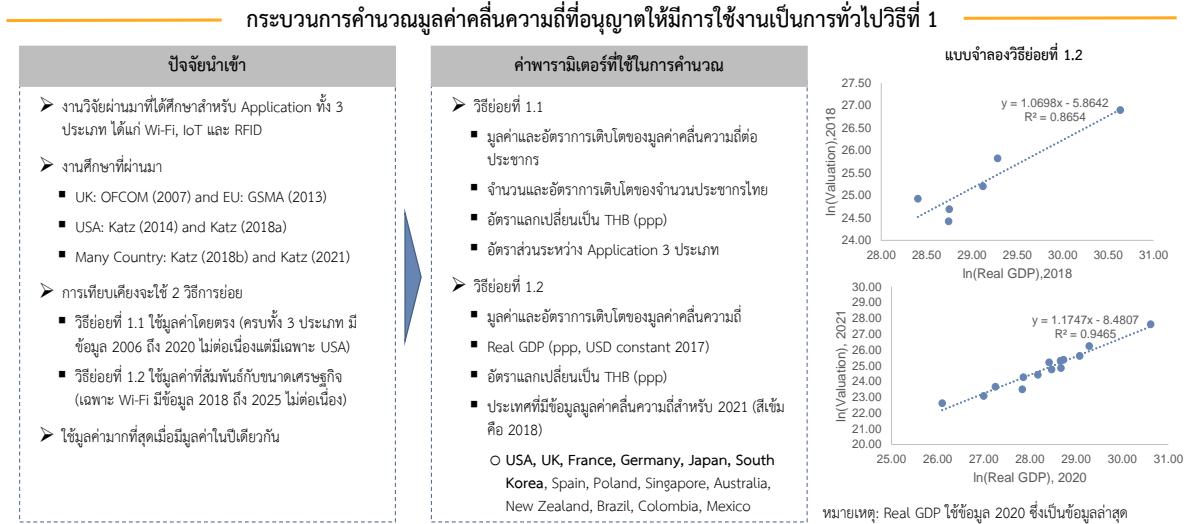 กระบวนการคำนวณมูลค่าคลื่นความถี่ที่อนุญาตให้มีการใช้งานเป็นการทั่วไปวิธีที่ 1
ปัจจัยนำเข้า
➢ งานวิจัยผ่านมาที่ได้ศึกษาสำหรับ Application ทั้ง 3
ประเภท ได้แก่ Wi-Fi, IoT และ RFID
➢ งานศึกษาที่ผ่านมา
▪ UK: OFCOM (2007) and EU: GSMA (2013)
▪ USA: Katz (2014) and Katz (2018a)
▪ Many Country: Katz (2018b) and Katz (2021)
➢ การเทียบเคียงจะใช้ 2 วิธีการย่อย
▪ วิธีย่อยที่ 1.1 ใช้มูลค่าโดยตรง (ครบทั้ง 3 ประเภท มี
ข้อมูล 2006 ถึง 2020 ไม่ต่อเนื่องแต่มีเฉพาะ USA)
▪ วิธีย่อยที่ 1.2 ใช้มูลค่าที่สัมพันธ์กับขนาดเศรษฐกิจ
(เฉพาะ Wi-Fi มีข้อมูล 2018 ถึง 2025 ไม่ต่อเนื่อง)
➢ ใช้มูลค่ามากที่สุดเมื่อมีมูลค่าในปีเดียวกัน
ค่าพารามิเตอร์ที่ใช้ในการคำนวณ
➢ วิธีย่อยที่ 1.1
▪ มูลค่าและอัตราการเติบโตของมูลค่าคลื่นความถี่ต่อ
ประชากร
▪ จำนวนและอัตราการเติบโตของจำนวนประชากรไทย
▪ อัตราแลกเปลี่ยนเป็น THB (ppp)
▪ อัตราส่วนระหว่าง Application 3 ประเภท
➢ วิธีย่อยที่ 1.2
▪ มูลค่าและอัตราการเติบโตของมูลค่าคลื่นความถี่
▪ Real GDP (ppp, USD constant 2017)
▪ อัตราแลกเปลี่ยนเป็น THB (ppp)
▪ ประเทศที่มีข้อมูลมูลค่าคลื่นความถี่สำหรับ 2021 (สีเข้ม
คือ 2018)
o USA, UK, France, Germany, Japan, South
Korea, Spain, Poland, Singapore, Australia,
New Zealand, Brazil, Colombia, Mexico
แบบจำลองวิธีย่อยที่ 1.2
ln(Valuation),2018
27.50
27.00
26.50
26.00
25.50
25.00
24.50
24.00
y = 1.0698x - 5.8642
R² = 0.8654
28.00 28.50 29.00 29.50 30.00 30.50 31.00
ln(Real GDP),2018
ln(Valuation), 2021
30.00
29.00
28.00
27.00
26.00
25.00
24.00
23.00
22.00
21.00
20.00
y = 1.1747x - 8.4807
R² = 0.9465
25.00 26.00 27.00 28.00 29.00 30.00 31.00
ln(Real GDP), 2020
หมายเหตุ: Real GDP ใช้ข้อมูล 2020 ซึ่งเป็นข้อมูลล่าสุด